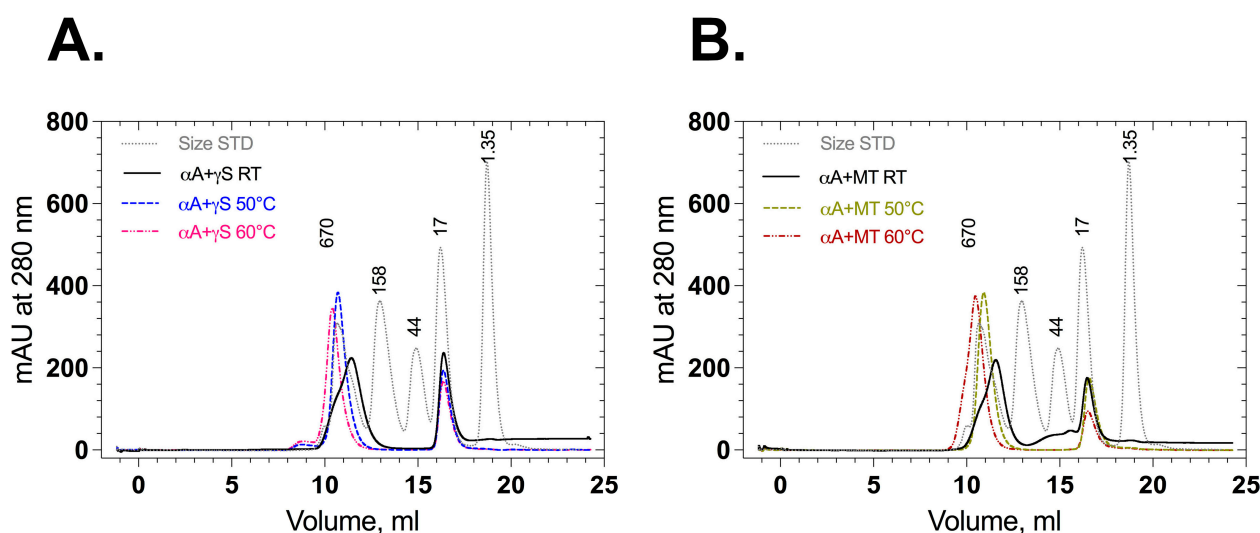 A.
800
600
400
200
0
mAU at 280 nm
Size STD
αA+γS RT
αA+γS 50°C
αA+γS 60°C
670
158
44
17
1.35
0
5
10
15
20
25
Volume, ml
B.
800
600
400
200
0
mAU at 280 nm
Size STD
αA+MT RT
αA+MT 50°C
αA+MT 60°C
670
158
44
17
1.35
0
5
10
15
20
25
Volume, ml